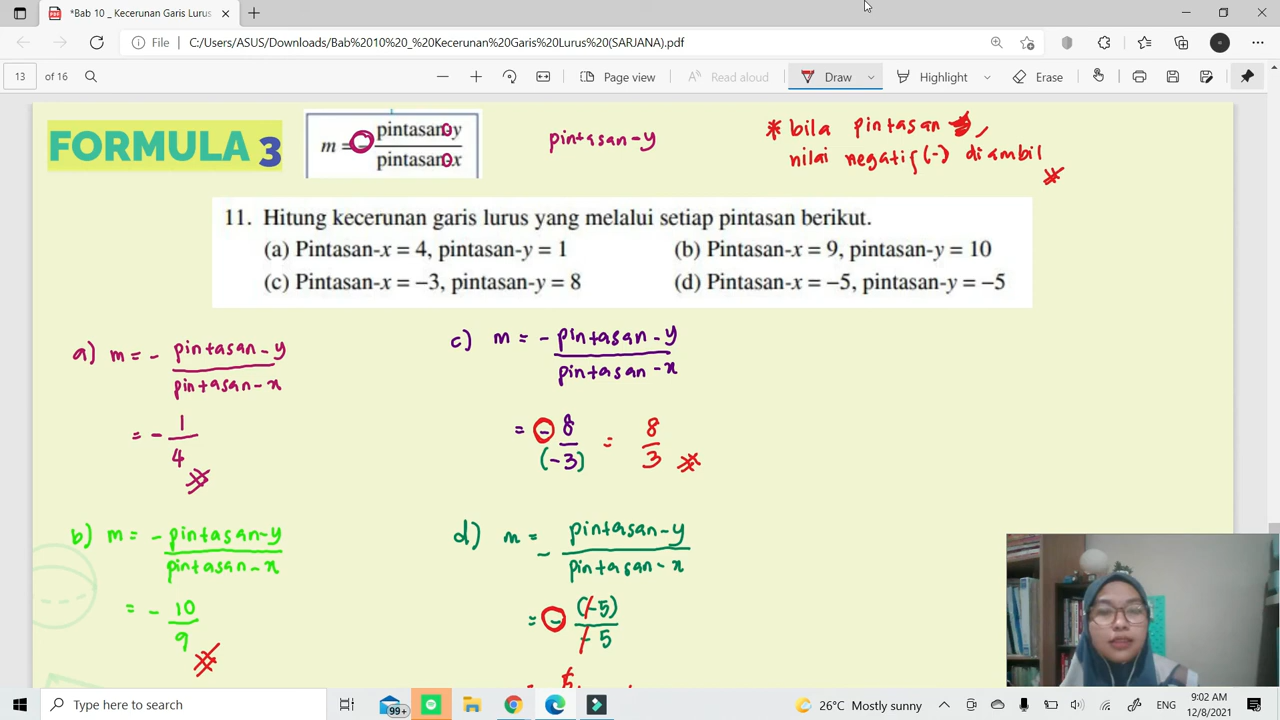 *Bab 10 _ Kecerunan Garis Lurus
File
C:/Users/ASUS/Downloads/Bab%2010%20_%20Kecerunan%20Garis%20Lurus%20(SARJANA).pdf
13 of 16
Page view
Read aloud
Draw
Highlight
Erase
FORMULA 3
m = - pintasan-y
pintasan-x
pintasan-y
* bila pintasan
nilai negatif (-) diambil
11. Hitung kecerunan garis lurus yang melalui setiap pintasan berikut.
(a) Pintasan-x = 4, pintasan-y = 1
(b) Pintasan-x = 9, pintasan-y = 10
(c) Pintasan-x = −3, pintasan-y = 8
(d) Pintasan-x = −5, pintasan-y = −5
a) m = - pintasan-y
pintasan-x
= - 1
4
b) m = - pintasan-y
pintasan-x
= - 10
9
c) m = - pintasan-y
pintasan-x
= - 8 = 8
(-3) 3
d) m = - pintasan-y
pintasan-x
= - (-5)
-5
Type here to search
99+
26°C Mostly sunny
ENG
9:02 AM
12/8/2021